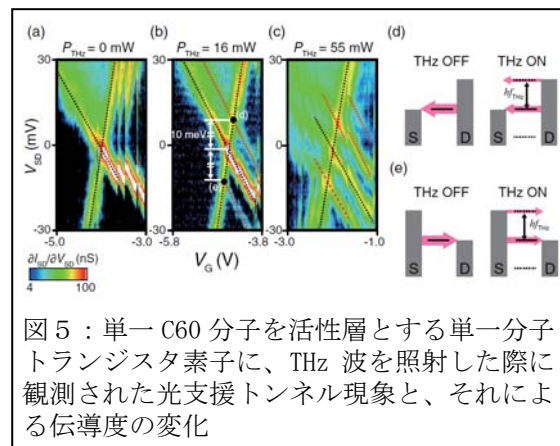 (a) (b) (c) (d)
P_THz = 0 mW P_THz = 16 mW P_THz = 55 mW
THz OFF THz ON
30
0
-30
V_SD (mV)
10 meV
(d)
(e)
hf_THz
S D S D
(e)
THz OFF THz ON
hf_THz
S D S D
-5.0 -3.0 -5.8 -3.8 -3.0 -1.0
V_G (V)
∂I_SD/∂V_SD (nS)
4 100
図５：単一 C60 分子を活性層とする単一分子
トランジスタ素子に、THz 波を照射した際に
観測された光支援トンネル現象と、それによ
る伝導度の変化